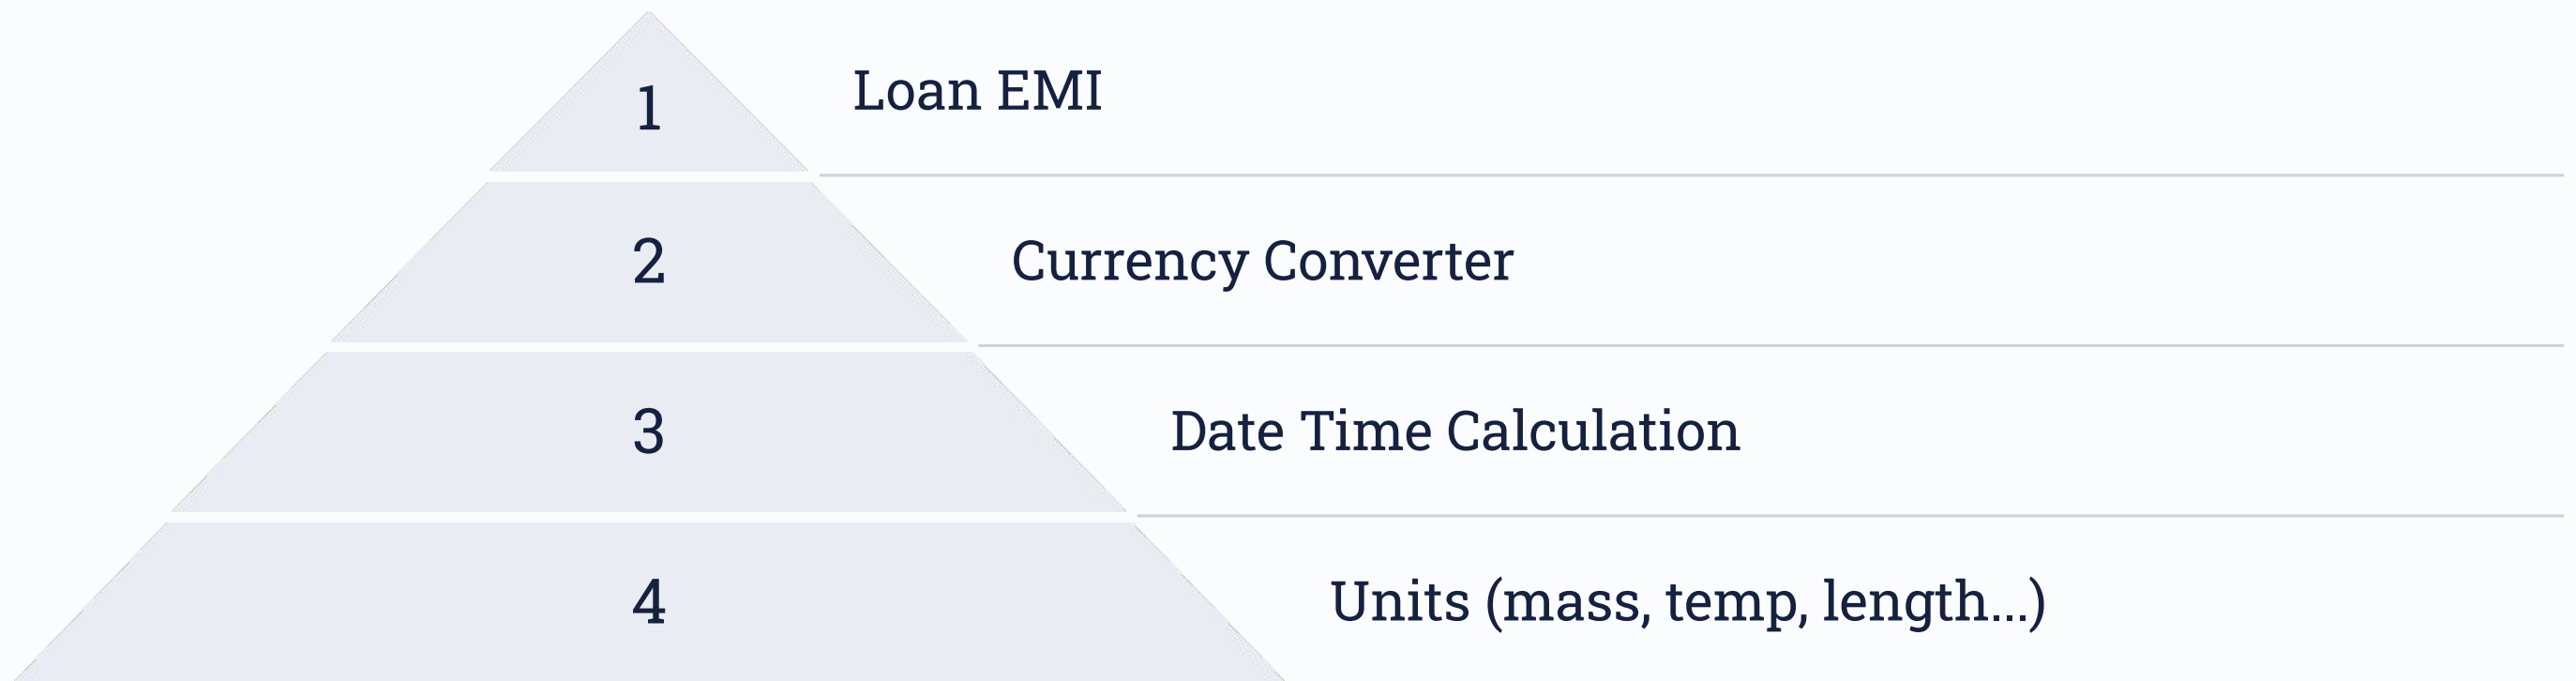 1
Loan EMI
2
Currency Converter
3
Date Time Calculation
4
Units (mass, temp, length...)